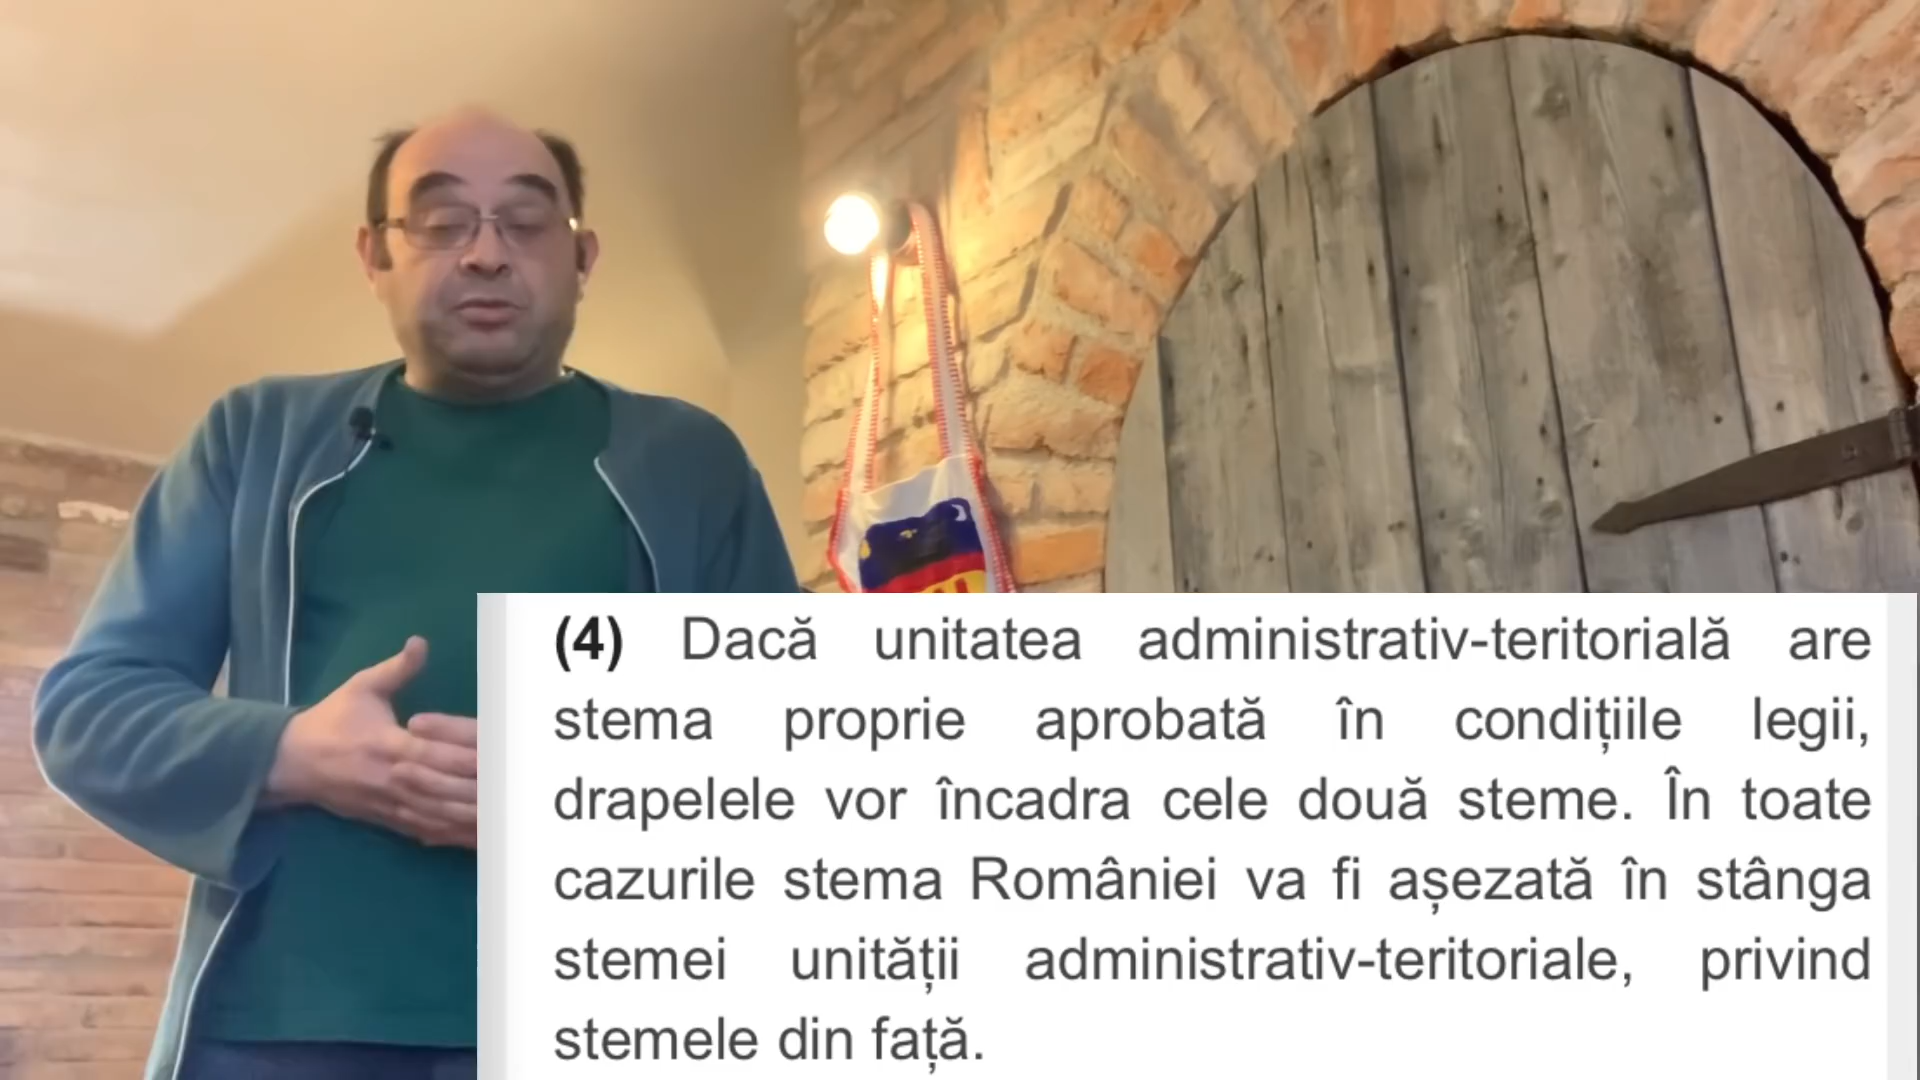 (4) Dacă unitatea administrativ-teritorială are
stema proprie aprobată în condițiile legii,
drapelele vor încadra cele două steme. În toate
cazurile stema României va fi așezată în stânga
stemei unității administrativ-teritoriale, privind
stemele din față.